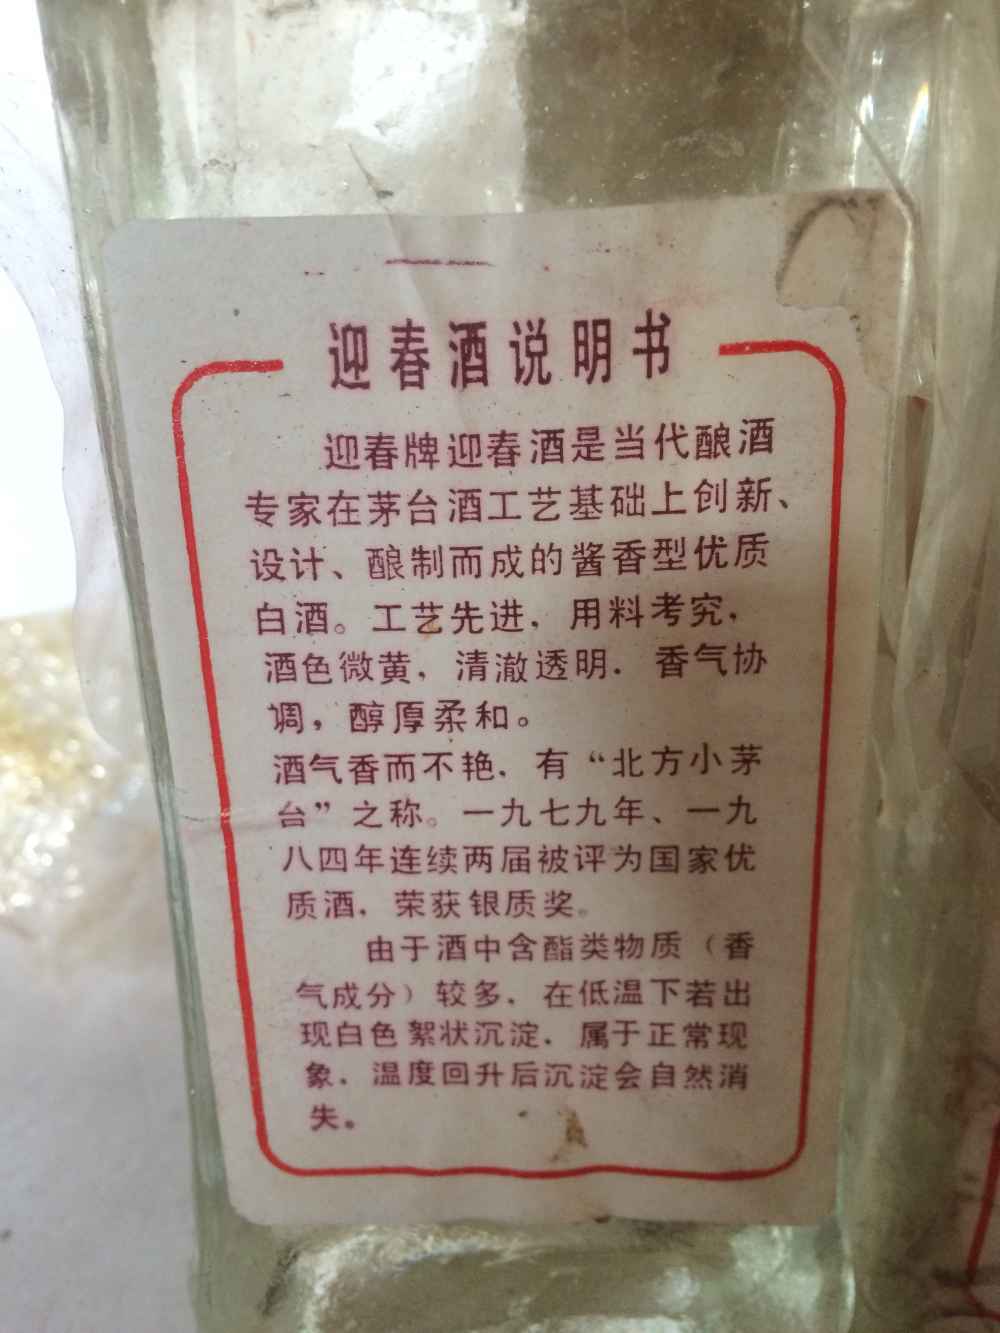 迎春酒说明书
迎春牌迎春酒是当代酿酒
专家在茅台酒工艺基础上创新、
设计、酿制而成的酱香型优质
白酒。工艺先进，用料考究，
酒色微黄，清澈透明．香气协
调，醇厚柔和。
酒气香而不艳．有“北方小茅
台”之称。一九七九年、一九
八四年连续两届被评为国家优
质酒．荣获银质奖。
由于酒中含酯类物质（香
气成分）较多．在低温下若出
现白色絮状沉淀．属于正常现
象．温度回升后沉淀会自然消
失。